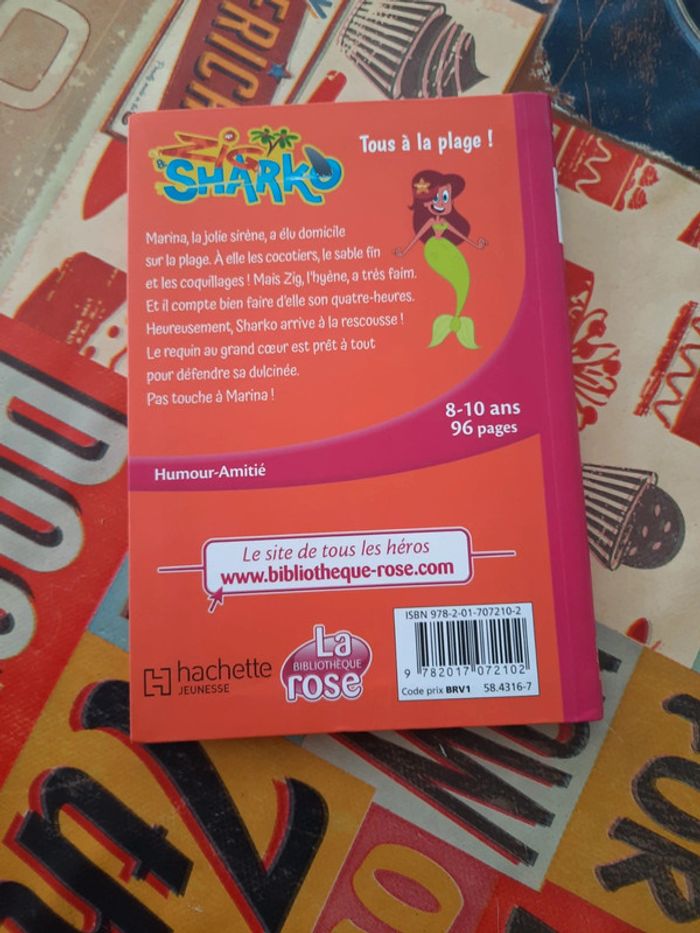 ZIG
& SHARKO
Tous à la plage !
Marina, la jolie sirène, a élu domicile
sur la plage. À elle les cocotiers, le sable fin
et les coquillages ! Mais Zig, l'hyène, a très faim.
Et il compte bien faire d'elle son quatre-heures.
Heureusement, Sharko arrive à la rescousse !
Le requin au grand cœur est prêt à tout
pour défendre sa dulcinée.
Pas touche à Marina !
8-10 ans
96 pages
Humour-Amitié
Le site de tous les héros
www.bibliotheque-rose.com
hachette
JEUNESSE
La
BIBLIOTHÈQUE
rose
ISBN 978-2-01-707210-2
9 782017 072102
Code prix BRV1 58.4316-7